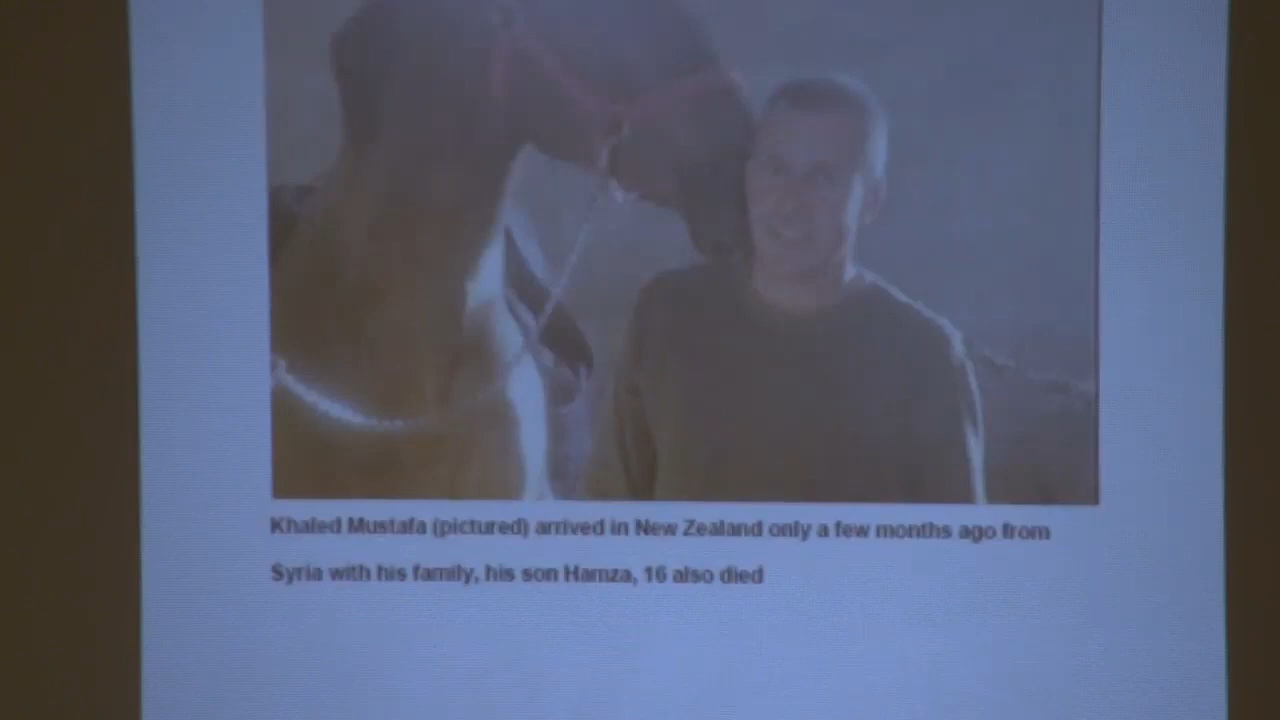 Khaled Mustafa (pictured) arrived in New Zealand only a few months ago from
Syria with his family, his son Hamza, 16 also died